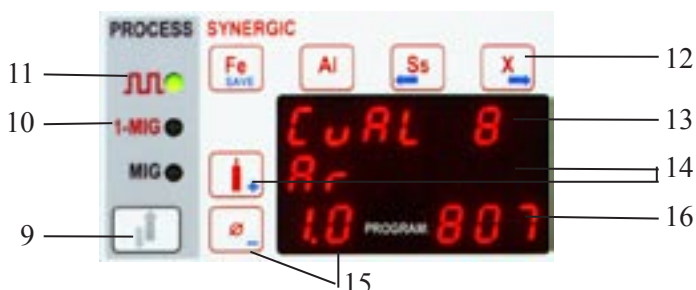 PROCESS SYNERGIC
11 Fe SAVE Al Ss X 12
10 1-MIG CuAL 8 13
MIG Ar 14
9 1.0 PROGRAM: 807 16
15